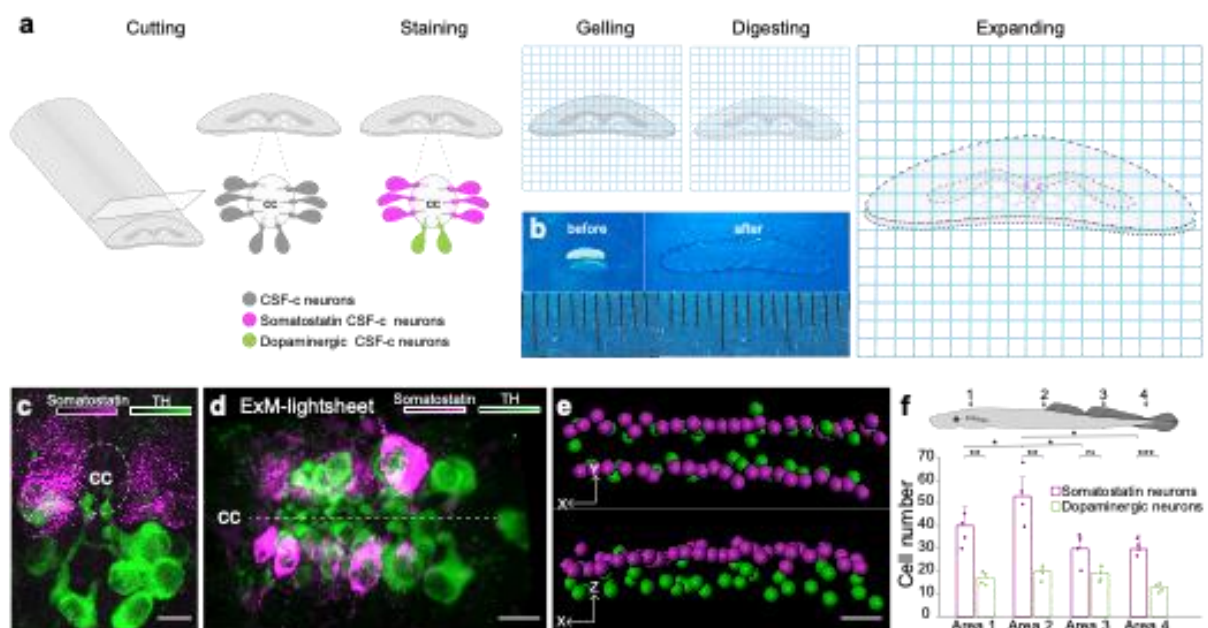 a
Cutting
Staining
Gelling
Digesting
Expanding
cc
cc
CSF-c neurons
Somatostatin CSF-c neurons
Dopaminergic CSF-c neurons
b
before
after
c
Somatostatin
TH
cc
d
ExM-lightsheet
Somatostatin
TH
CC
e
Y
X
Z
X
f
1
2
3
4
*
*
*
**
**
ns
***
70
60
50
40
30
20
10
0
Cell number
Somatostatin neurons
Dopaminergic neurons
Area 1
Area 2
Area 3
Area 4